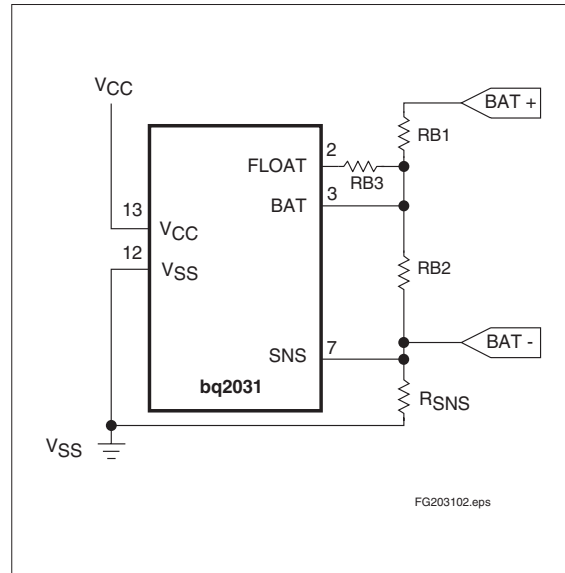 VCC
BAT +
RB1
2
FLOAT
RB3
3
BAT
13
VCC
12
VSS
RB2
BAT -
7
SNS
bq2031
RSNS
VSS
FG203102.eps